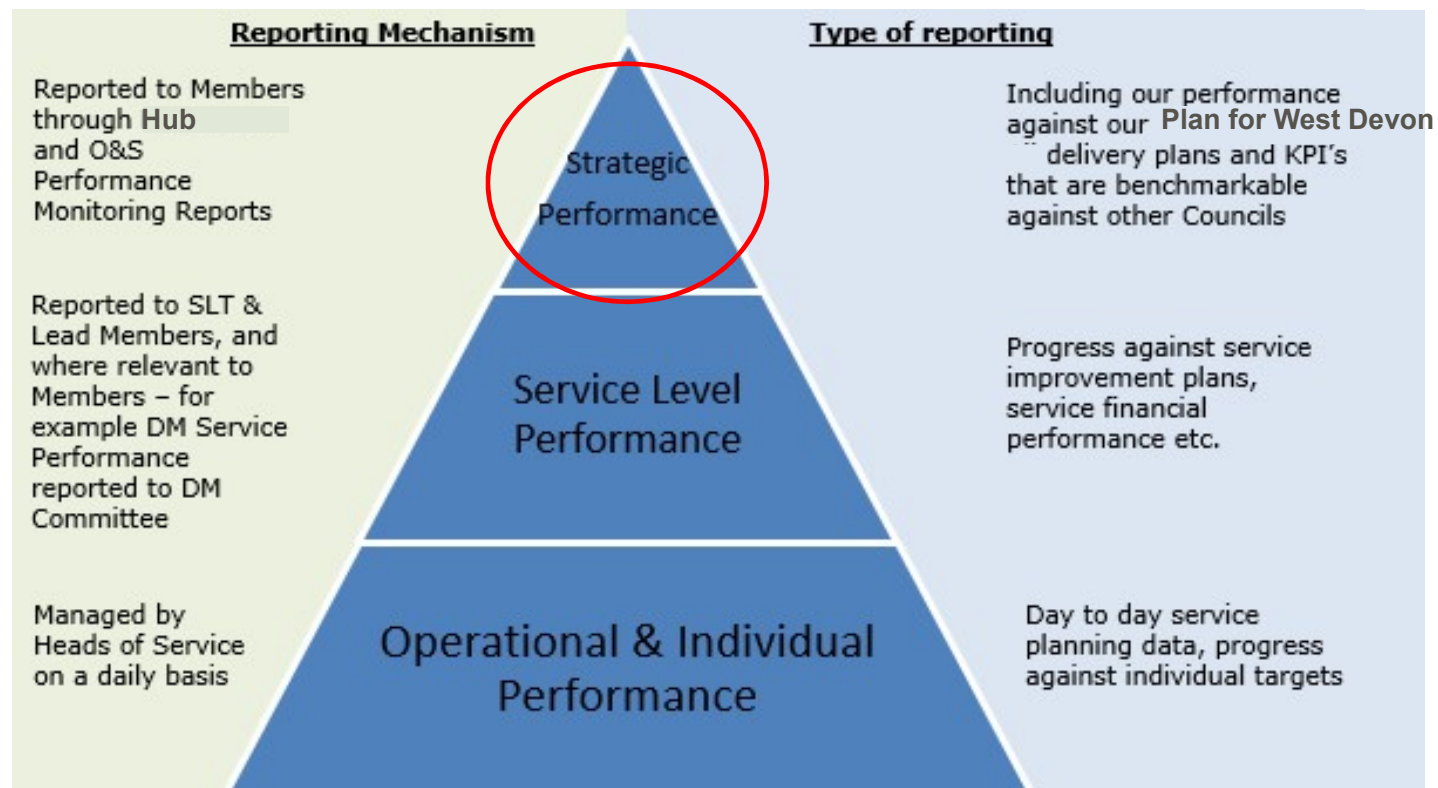 Reporting Mechanism
Reported to Members
through Hub
and O&S
Performance
Monitoring Reports
Reported to SLT &
Lead Members, and
where relevant to
Members – for
example DM Service
Performance
reported to DM
Committee
Managed by
Heads of Service
on a daily basis
Strategic
Performance
Service Level
Performance
Operational & Individual
Performance
Type of reporting
Including our performance
against our Plan for West Devon
delivery plans and KPI's
that are benchmarkable
against other Councils
Progress against service
improvement plans,
service financial
performance etc.
Day to day service
planning data, progress
against individual targets